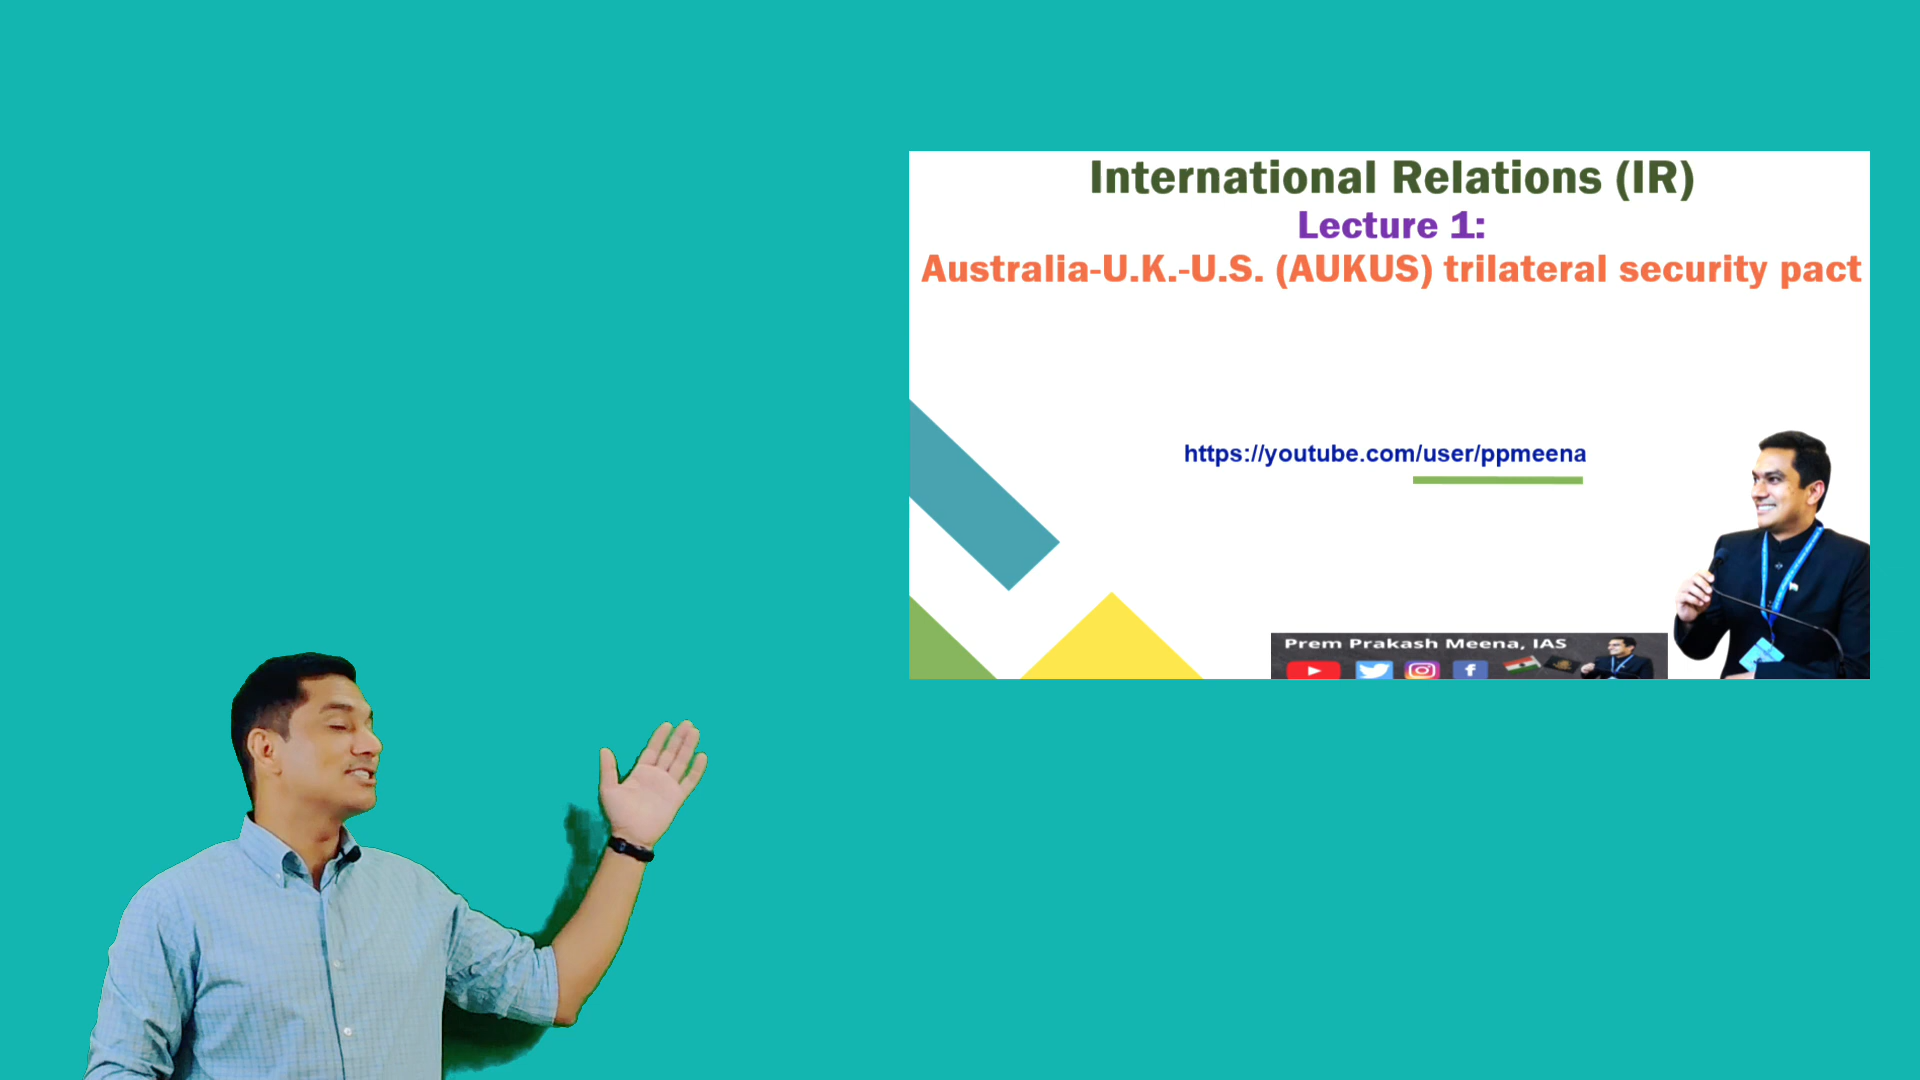 International Relations (IR)
Lecture 1:
Australia-U.K.-U.S. (AUKUS) trilateral security pact
https://youtube.com/user/ppmeena
Prem Prakash Meena, IAS